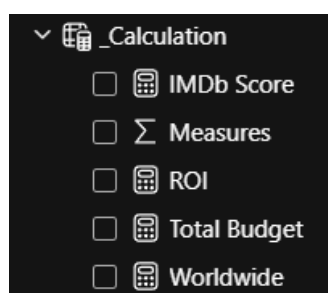 _Calculation
IMDb Score
Measures
ROI
Total Budget
Worldwide